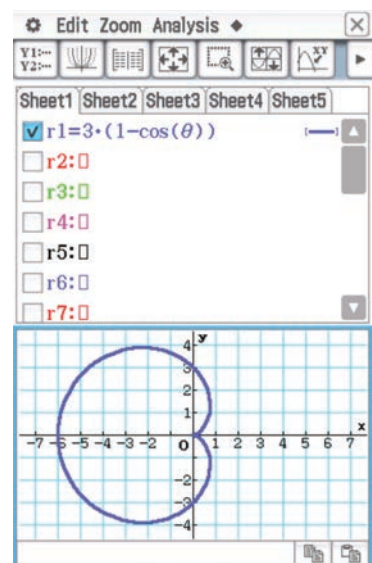 Edit Zoom Analysis
Y1:···
Y2:···
XY
Sheet1 Sheet2 Sheet3 Sheet4 Sheet5
r1=3·(1−cos(θ))
r2:
r3:
r4:
r5:
r6:
r7:
y
4
3
2
1
x
-7 -6 -5 -4 -3 -2 0 1 2 3 4 5 6 7
-2
-3
-4